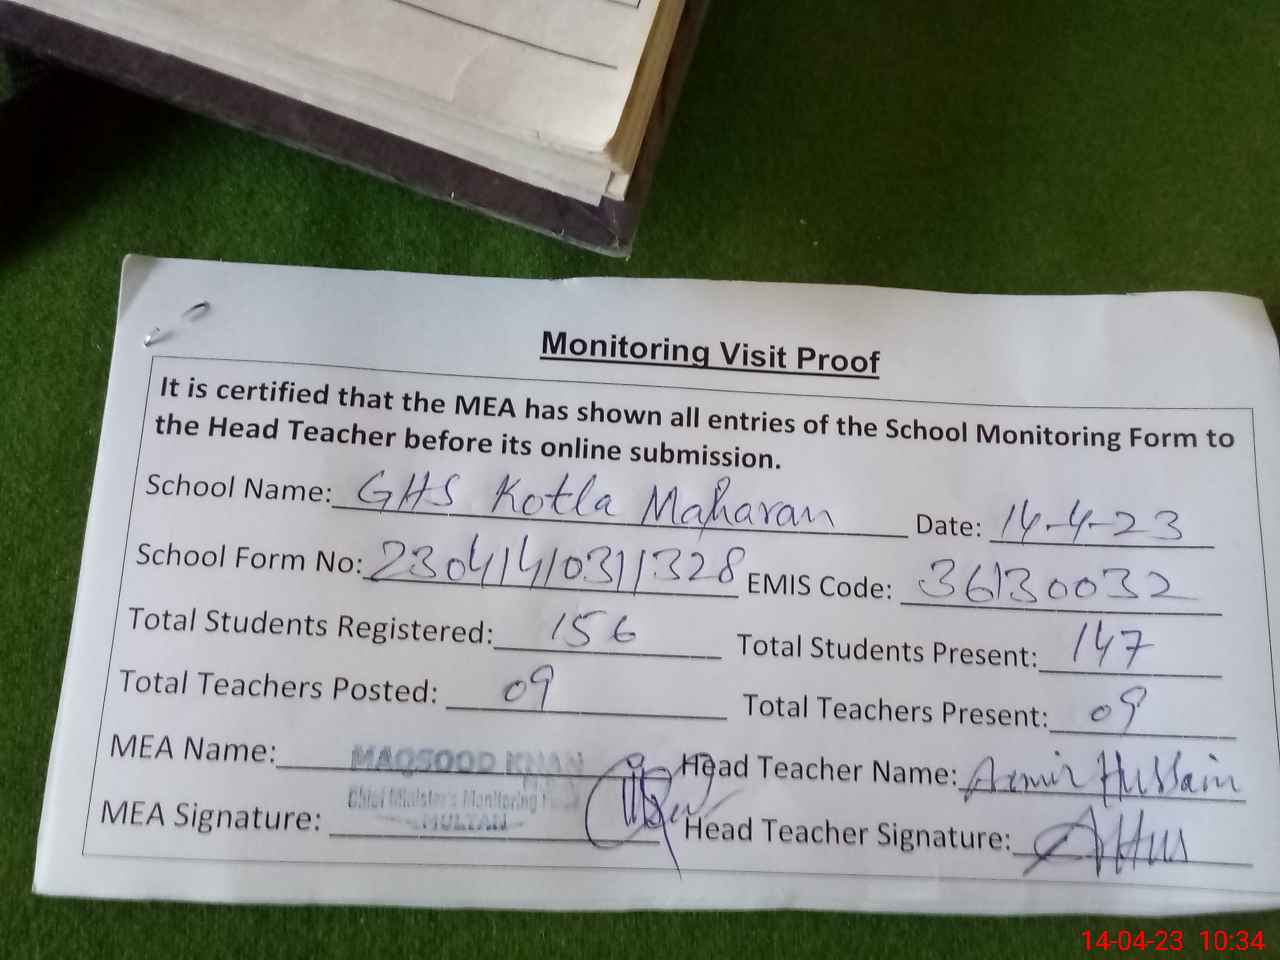 Monitoring Visit Proof
It is certified that the MEA has shown all entries of the School Monitoring Form to
the Head Teacher before its online submission.
School Name: GHS Kotla Maharan Date: 14-4-23
School Form No: 23041410311328 EMIS Code: 36130032
Total Students Registered: 156 Total Students Present: 147
Total Teachers Posted: 09 Total Teachers Present: 09
MEA Name: MAQSOOD KHAN Head Teacher Name: Aamir Hussain
Chief Minister's Monitoring
MEA Signature: MULTAN Head Teacher Signature:
14-04-23 10:34